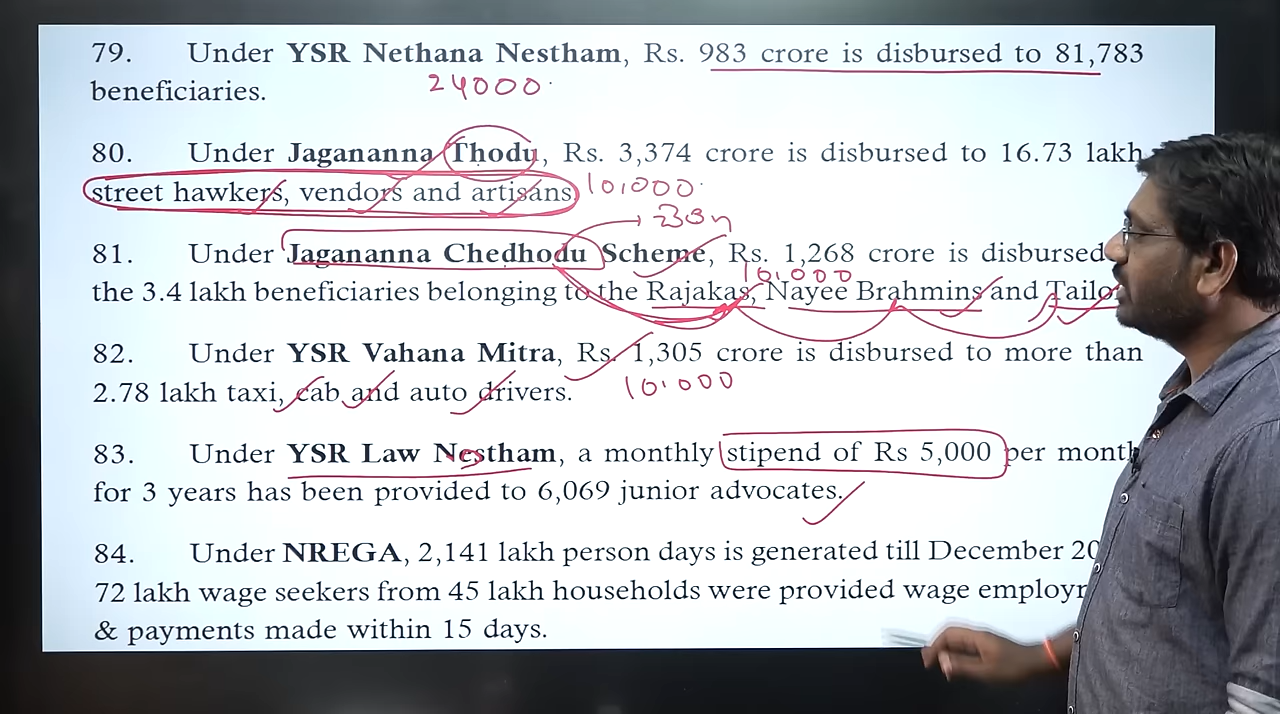 79. Under YSR Nethana Nestham, Rs. 983 crore is disbursed to 81,783
beneficiaries.
24000
80. Under Jagananna Thodu, Rs. 3,374 crore is disbursed to 16.73 lakh
street hawkers, vendors and artisans
10,000
81. Under Jagananna Chedhodu Scheme, Rs. 1,268 crore is disbursed
10,000
the 3.4 lakh beneficiaries belonging to the Rajakas, Nayee Brahmins and
82. Under YSR Vahana Mitra, Rs. 1,305 crore is disbursed to more than
2.78 lakh taxi, cab and auto drivers.
10,000
83. Under YSR Law Nestham, a monthly stipend of Rs 5,000 per month
for 3 years has been provided to 6,069 junior advocates.
84. Under NREGA, 2,141 lakh person days is generated till December
72 lakh wage seekers from 45 lakh households were provided wage
& payments made within 15 days.